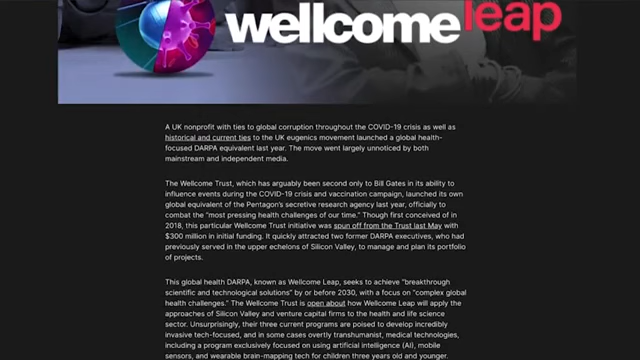 wellcome leap
A UK nonprofit with ties to global corruption throughout the COVID-19 crisis as well as
historical and current ties to the UK eugenics movement launched a global health-
focused DARPA equivalent last year. The move went largely unnoticed by both
mainstream and independent media.
The Wellcome Trust, which has arguably been second only to Bill Gates in its ability to
influence events during the COVID-19 crisis and vaccination campaign, launched its own
global equivalent of the Pentagon's secretive research agency last year, officially to
combat the "most pressing health challenges of our time." Though first conceived of in
2018, this particular Wellcome Trust initiative was spun off from the Trust last May with
$300 million in initial funding. It quickly attracted two former DARPA executives, who had
previously served in the upper echelons of Silicon Valley, to manage and plan its portfolio
of projects.
This global health DARPA, known as Wellcome Leap, seeks to achieve "breakthrough
scientific and technological solutions" by or before 2030, with a focus on "complex global
health challenges." The Wellcome Trust is open about how Wellcome Leap will apply the
approaches of Silicon Valley and venture capital firms to the health and life science
sector. Unsurprisingly, their three current programs are poised to develop incredibly
invasive tech-focused, and in some cases overtly transhumanist, medical technologies,
including a program exclusively focused on using artificial intelligence (AI), mobile
sensors, and wearable brain-mapping tech for children three years old and younger.